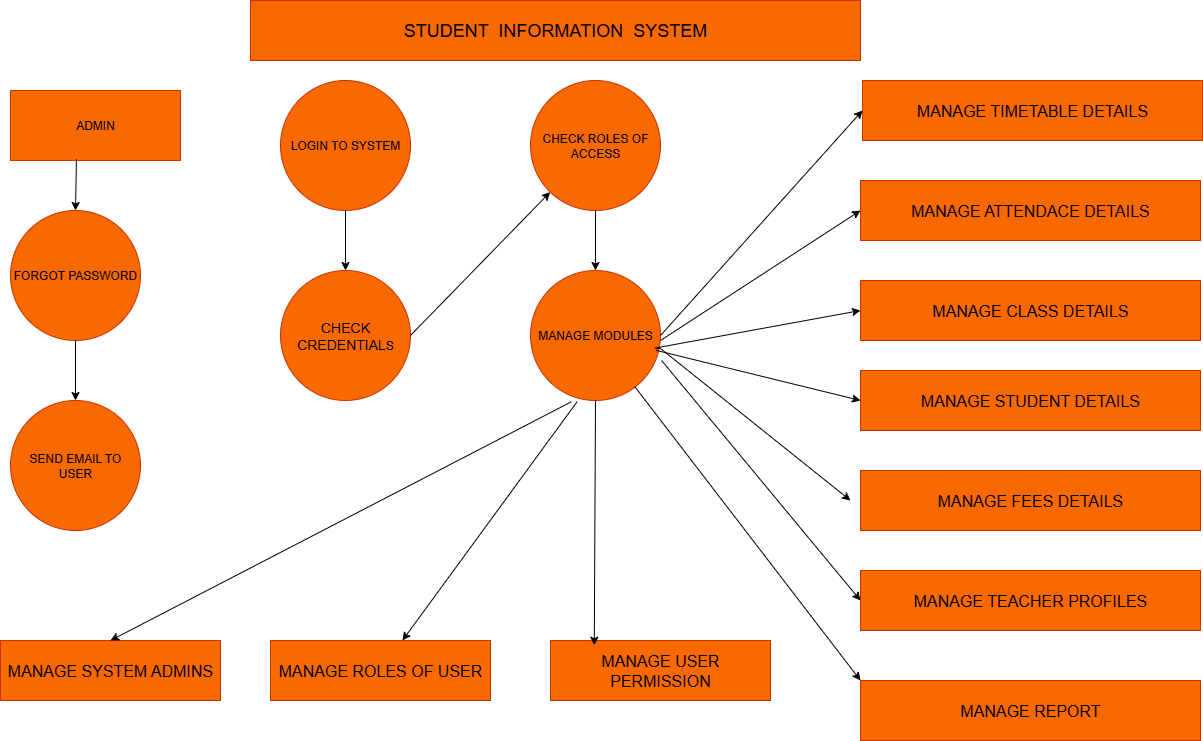 STUDENT INFORMATION SYSTEM
ADMIN
LOGIN TO SYSTEM
CHECK ROLES OF
ACCESS
MANAGE TIMETABLE DETAILS
MANAGE ATTENDACE DETAILS
FORGOT PASSWORD
CHECK
CREDENTIALS
MANAGE MODULES
MANAGE CLASS DETAILS
MANAGE STUDENT DETAILS
SEND EMAIL TO
USER
MANAGE FEES DETAILS
MANAGE TEACHER PROFILES
MANAGE SYSTEM ADMINS
MANAGE ROLES OF USER
MANAGE USER
PERMISSION
MANAGE REPORT